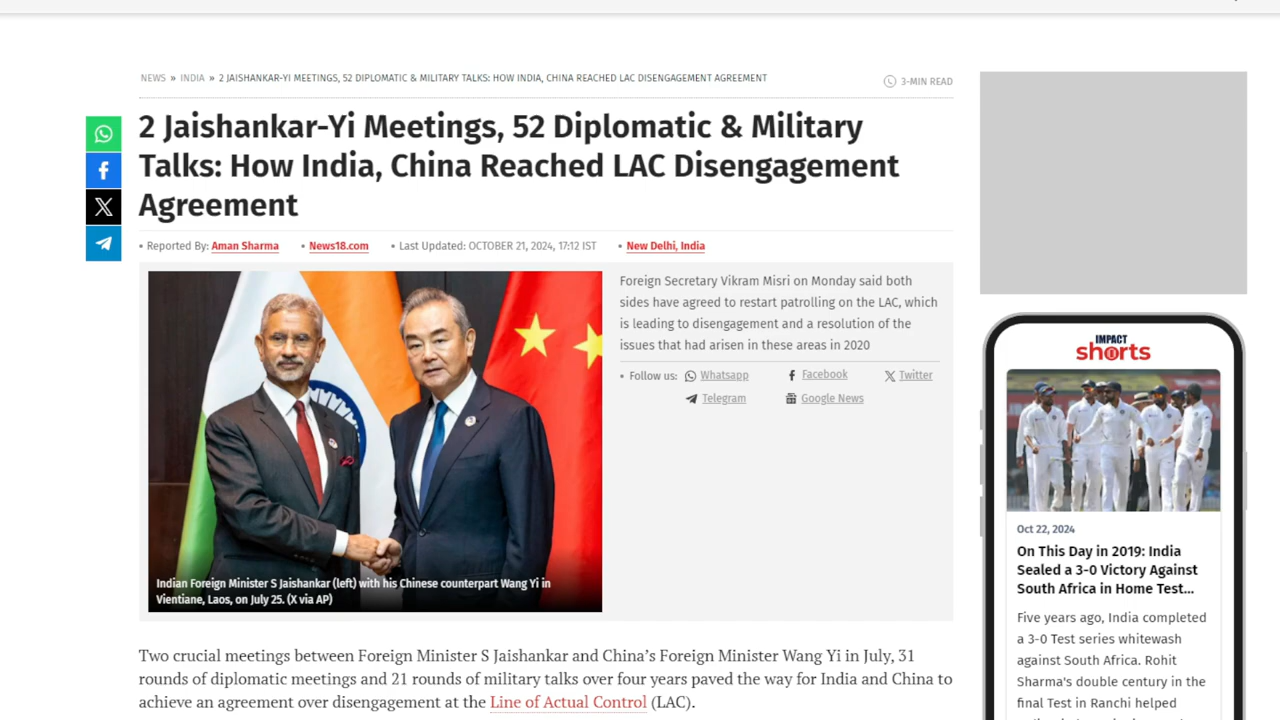 NEWS » INDIA » 2 JAISHANKAR-YI MEETINGS, 52 DIPLOMATIC & MILITARY TALKS: HOW INDIA, CHINA REACHED LAC DISENGAGEMENT AGREEMENT
3-MIN READ
2 Jaishankar-Yi Meetings, 52 Diplomatic & Military
Talks: How India, China Reached LAC Disengagement
Agreement
Reported By: Aman Sharma • News18.com • Last Updated: OCTOBER 21, 2024, 17:12 IST • New Delhi, India
Foreign Secretary Vikram Misri on Monday said both
sides have agreed to restart patrolling on the LAC, which
is leading to disengagement and a resolution of the
issues that had arisen in these areas in 2020
• Follow us: Whatsapp Facebook Twitter
Telegram Google News
Indian Foreign Minister S Jaishankar (left) with his Chinese counterpart Wang Yi in
Vientiane, Laos, on July 25. (X via AP)
Two crucial meetings between Foreign Minister S Jaishankar and China’s Foreign Minister Wang Yi in July, 31
rounds of diplomatic meetings and 21 rounds of military talks over four years paved the way for India and China to
achieve an agreement over disengagement at the Line of Actual Control (LAC).
IMPACT
shorts
Oct 22, 2024
On This Day in 2019: India
Sealed a 3-0 Victory Against
South Africa in Home Test...
Five years ago, India completed
a 3-0 Test series whitewash
against South Africa. Rohit
Sharma's double century in the
final Test in Ranchi helped